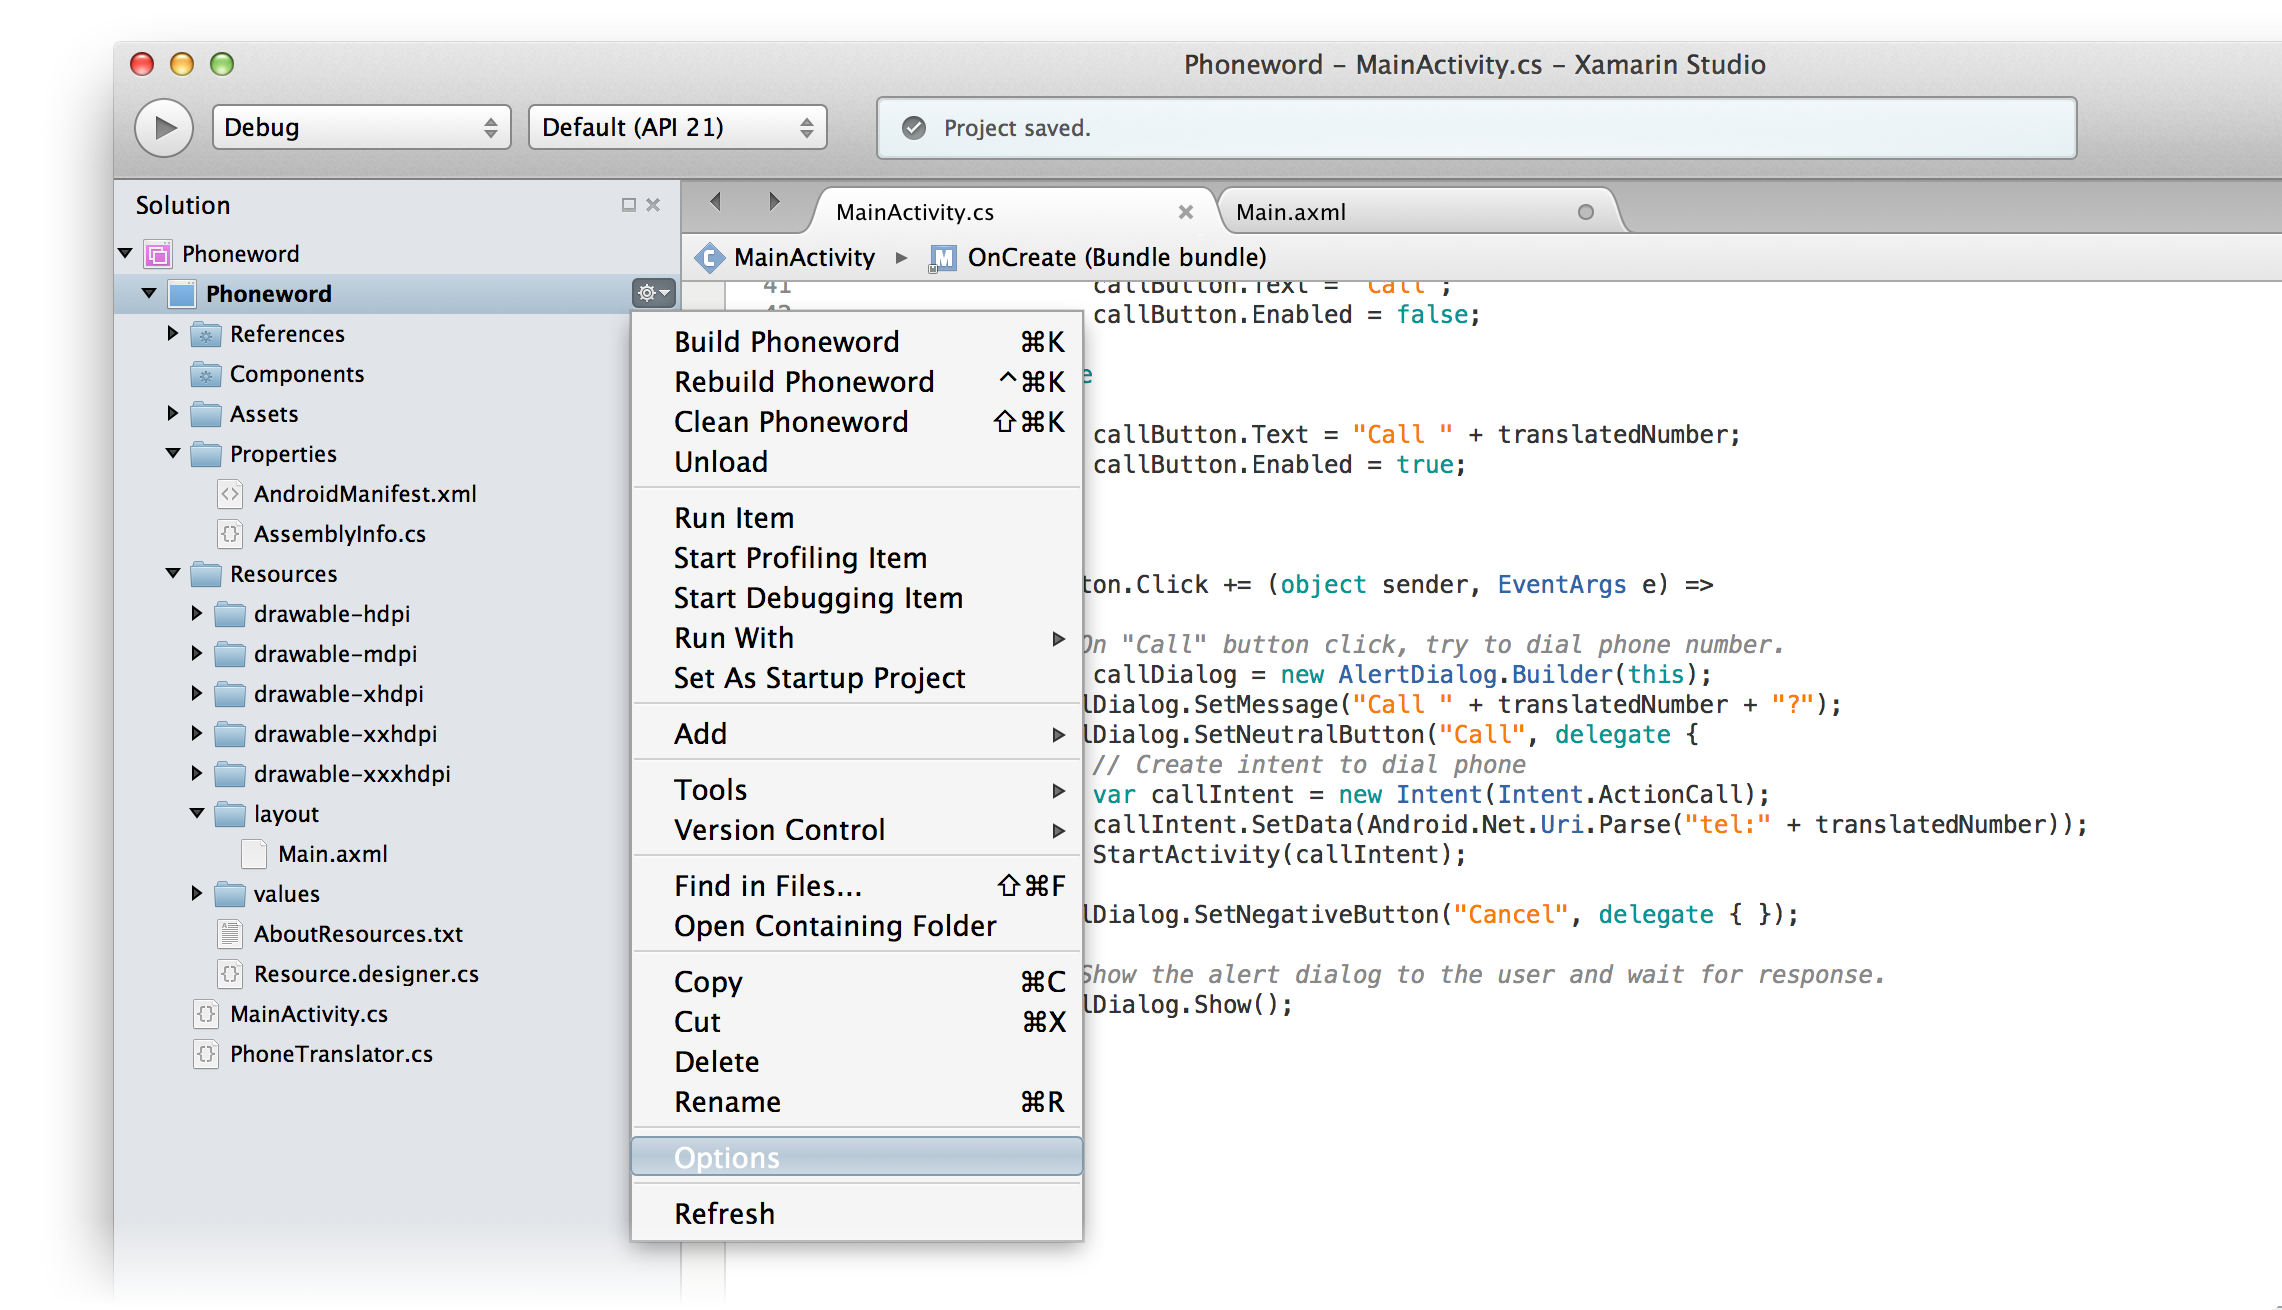 Phoneword – MainActivity.cs – Xamarin Studio
Debug
Default (API 21)
Project saved.
Solution
MainActivity.cs
Main.axml
MainActivity
OnCreate (Bundle bundle)
Phoneword
Phoneword
References
Components
Assets
Properties
AndroidManifest.xml
AssemblyInfo.cs
Resources
drawable-hdpi
drawable-mdpi
drawable-xhdpi
drawable-xxhdpi
drawable-xxxhdpi
layout
Main.axml
values
AboutResources.txt
Resource.designer.cs
MainActivity.cs
PhoneTranslator.cs
Build Phoneword ⌘K
Rebuild Phoneword ^⌘K
Clean Phoneword ⇧⌘K
Unload
Run Item
Start Profiling Item
Start Debugging Item
Run With
Set As Startup Project
Add
Tools
Version Control
Find in Files... ⇧⌘F
Open Containing Folder
Copy ⌘C
Cut ⌘X
Delete
Rename ⌘R
Options
Refresh
41 callButton.Text = "Call";
callButton.Enabled = false;
e
callButton.Text = "Call " + translatedNumber;
callButton.Enabled = true;
ton.Click += (object sender, EventArgs e) =>
On "Call" button click, try to dial phone number.
callDialog = new AlertDialog.Builder(this);
lDialog.SetMessage("Call " + translatedNumber + "?");
lDialog.SetNeutralButton("Call", delegate {
// Create intent to dial phone
var callIntent = new Intent(Intent.ActionCall);
callIntent.SetData(Android.Net.Uri.Parse("tel:" + translatedNumber));
StartActivity(callIntent);
lDialog.SetNegativeButton("Cancel", delegate { });
Show the alert dialog to the user and wait for response.
lDialog.Show();